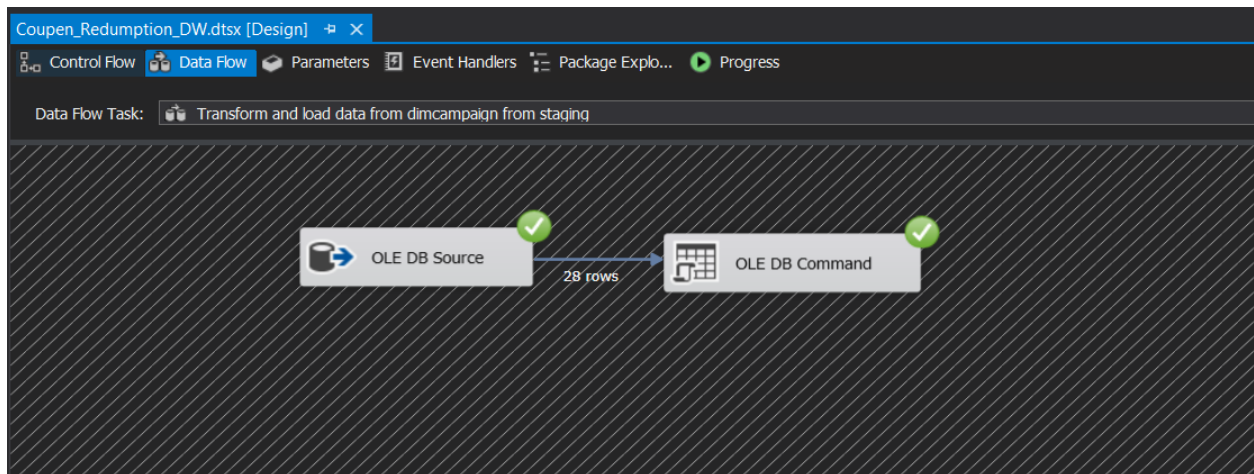 Coupen_Redumption_DW.dtsx [Design]
Control Flow Data Flow Parameters Event Handlers Package Explo... Progress
Data Flow Task: Transform and load data from dimcampaign from staging
OLE DB Source
28 rows
OLE DB Command